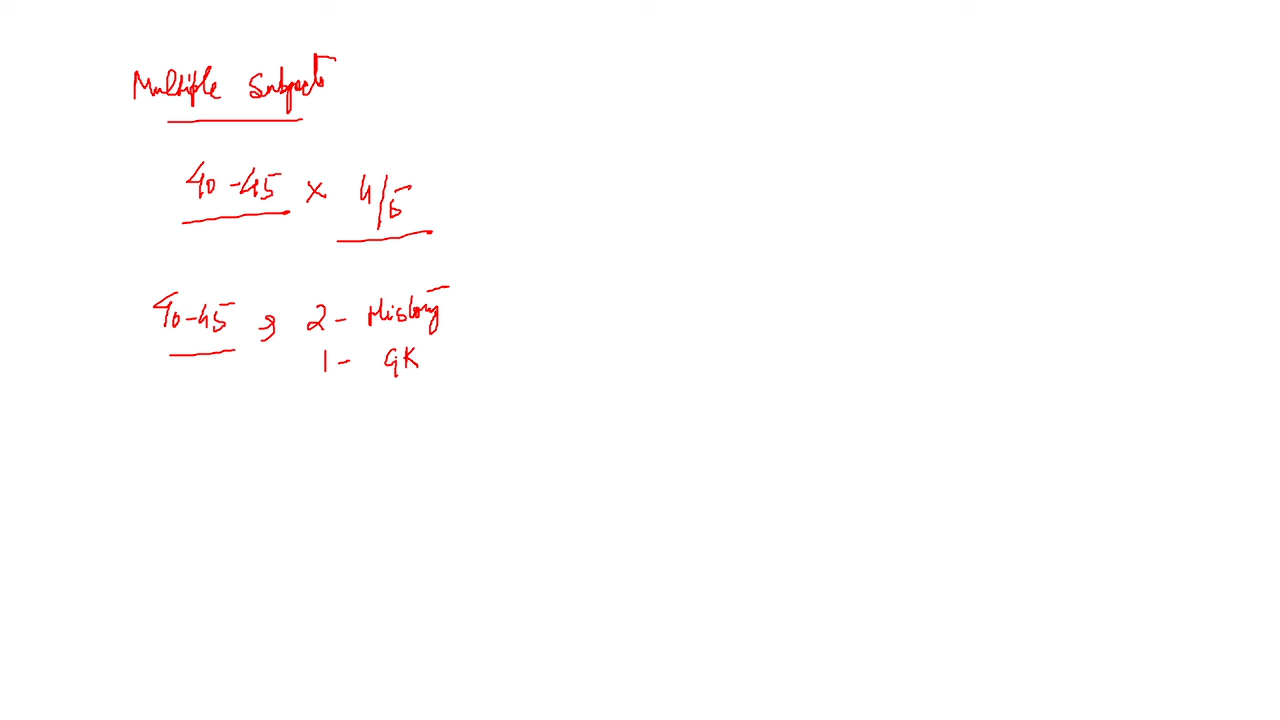 Multiple Subjects
40-45 × 4/5
40-45 → 2 - History
1 - GK